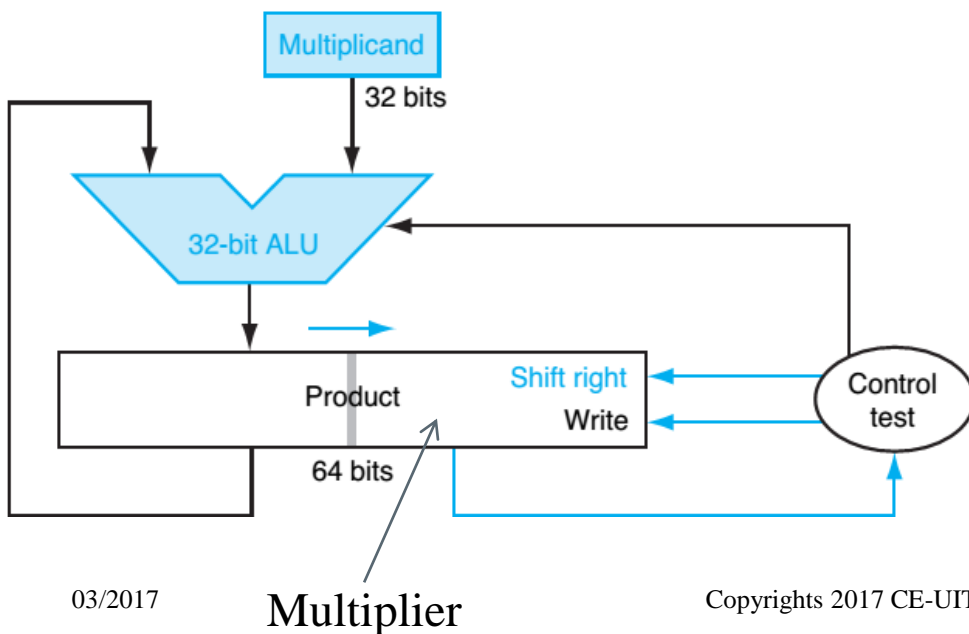 Multiplicand
32 bits
32-bit ALU
Shift right
Product
Write
Control
test
64 bits
03/2017
Multiplier
Copyrights 2017 CE-UIT